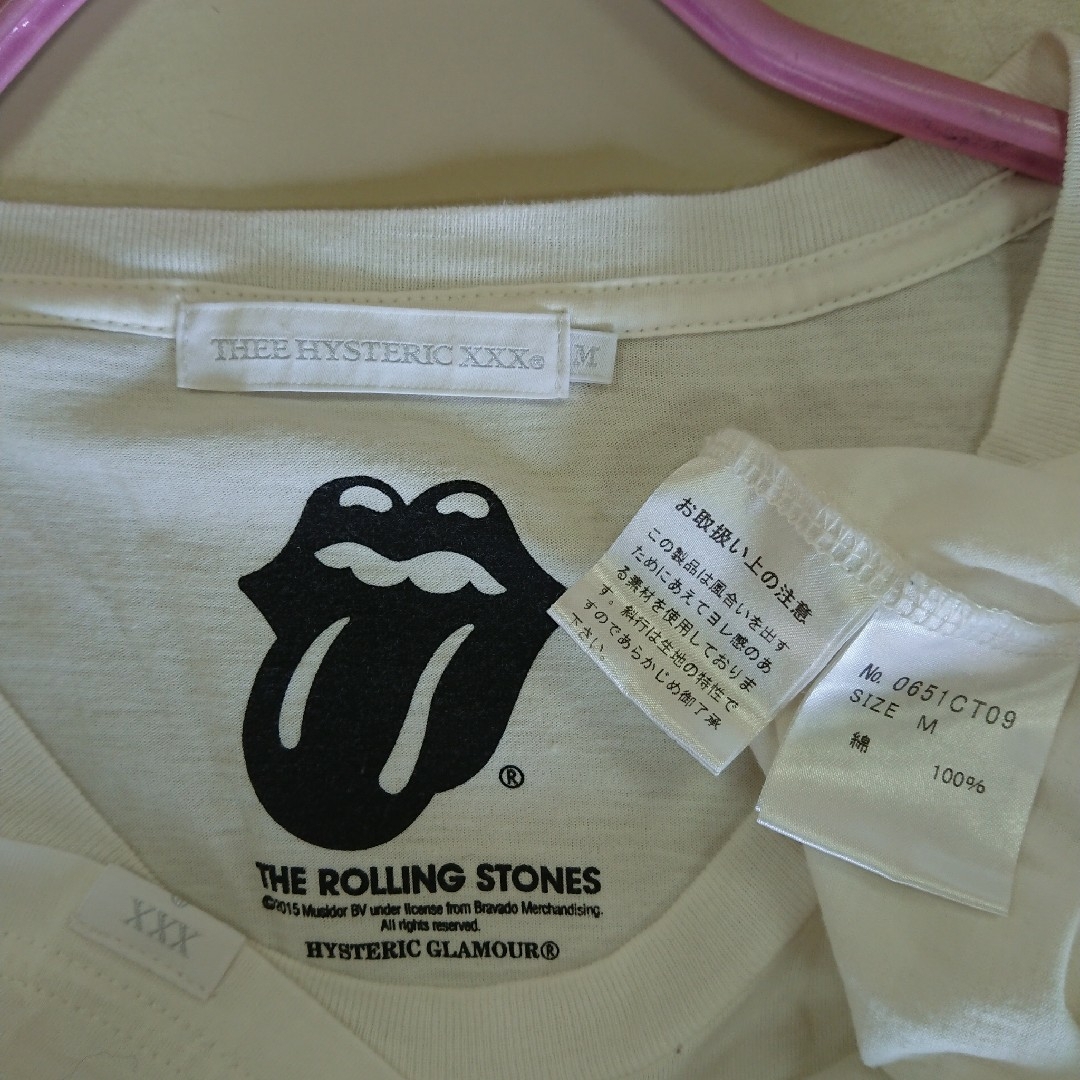 THEE HYSTERIC XXX®
M
お取扱い上の注意
この製品は風合いを出す
ためにあえてヨレ感のあ
る素材を使用しておりま
す。斜行は生地の特性で
すのであらかじめ御了承
下さい。
No. 0651CT09
SIZE M
綿
100%
®
THE ROLLING STONES
©2015 Musidor BV under license from Bravado Merchandising.
All rights reserved.
HYSTERIC GLAMOUR®
XXX®